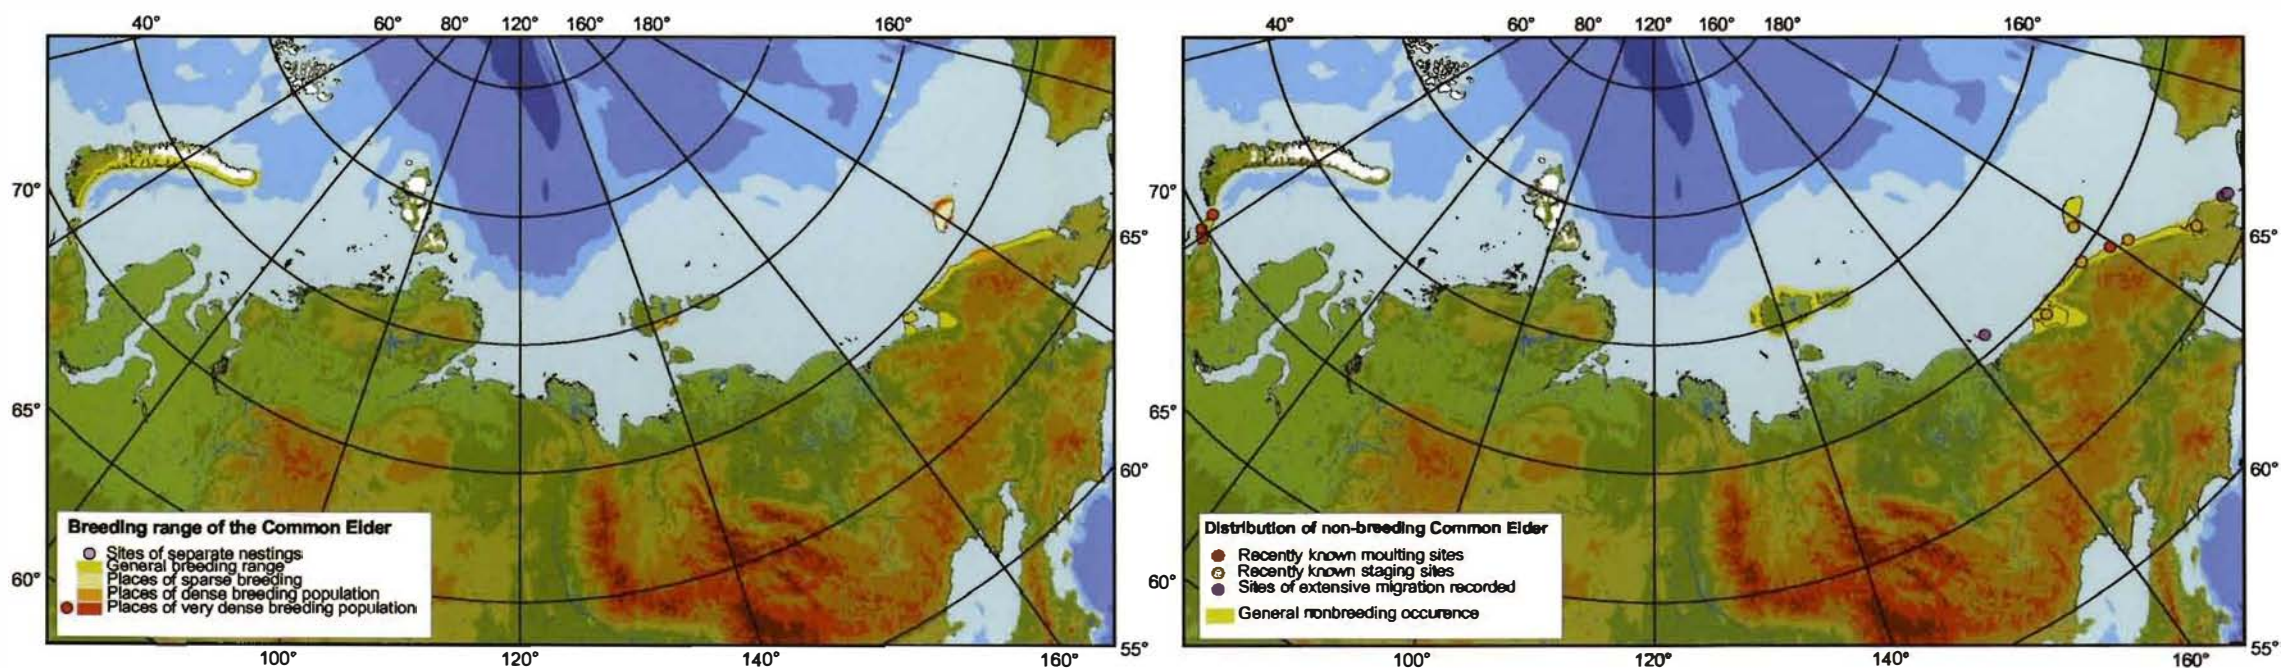 40° 60° 80° 120° 160° 180° 160°
70°
65°
65°
60°
60°
55°
100° 120° 140° 160°
Breeding range of the Common Eider
Sites of separate nestings
General breeding range
Places of sparse breeding
Places of dense breeding population
Places of very dense breeding population
40° 60° 80° 120° 160° 180° 160°
70°
65°
65°
60°
60°
55°
100° 120° 140° 160°
Distribution of non-breeding Common Eider
Recently known moulting sites
Recently known staging sites
Sites of extensive migration recorded
General nonbreeding occurence